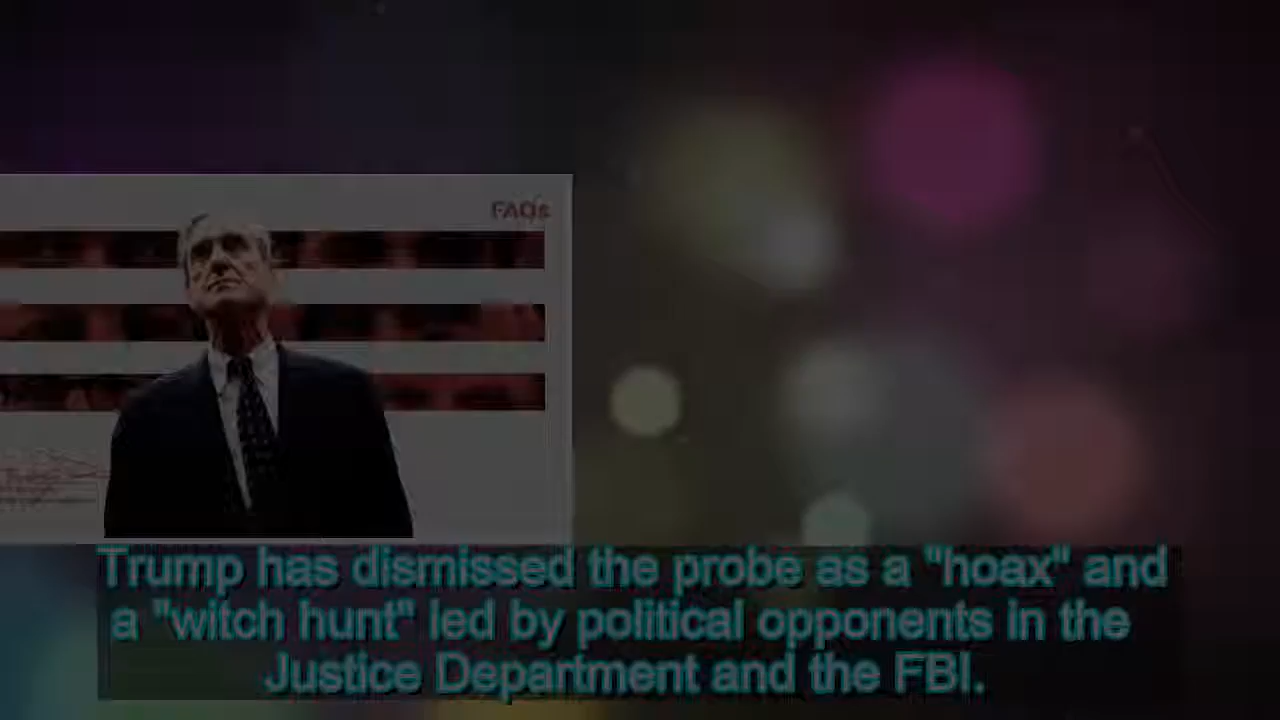 FAQs
Trump has dismissed the probe as a "hoax" and
a "witch hunt" led by political opponents in the
Justice Department and the FBI.